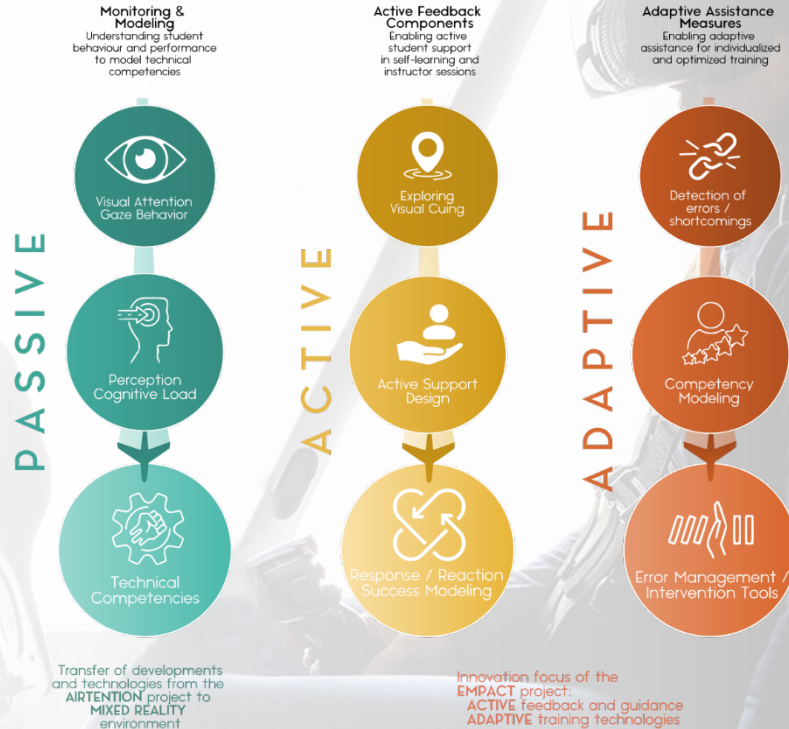 Monitoring &
Modeling
Understanding student
behaviour and performance
to model technical
competencies
PASSIVE
Visual Attention
Gaze Behavior
Perception
Cognitive Load
Technical
Competencies
Transfer of developments
and technologies from the
AIRTENTION project to
MIXED REALITY
environment
Active Feedback
Components
Enabling active
student support
in self-learning and
instructor sessions
ACTIVE
Exploring
Visual Cuing
Active Support
Design
Response / Reaction
Success Modeling
Adaptive Assistance
Measures
Enabling adaptive
assistance for individualized
and optimized training
ADAPTIVE
Detection of
errors /
shortcomings
Competency
Modeling
Error Management /
Intervention Tools
Innovation focus of the
EMPACT project:
ACTIVE feedback and guidance
ADAPTIVE training technologies